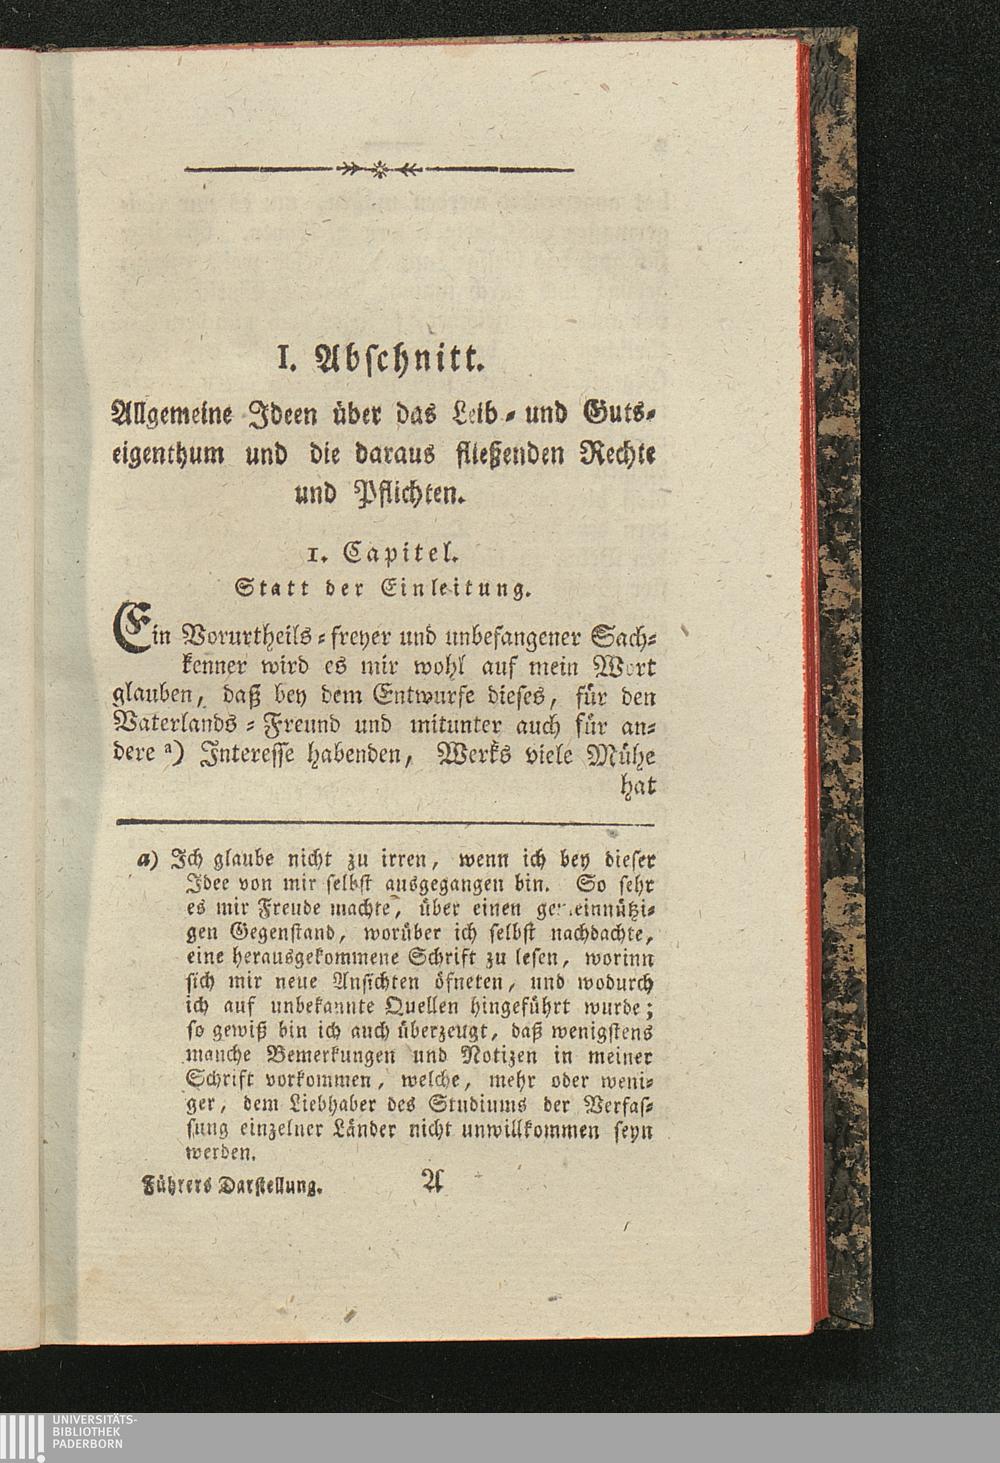 I. Abschnitt.
Allgemeine Ideen über das Leib- und Guts-
eigenthum und die daraus fließenden Rechte
und Pflichten.
1. Capitel.
Statt der Einleitung.
Ein Vorurtheils-freyer und unbefangener Sach-
kenner wird es mir wohl auf mein Wort
glauben, daß bey dem Entwurfe dieses, für den
Vaterlands-Freund und mitunter auch für an-
dere a) Interesse habenden, Werks viele Mühe
hat
a) Ich glaube nicht zu irren, wenn ich bey dieser
Idee von mir selbst ausgegangen bin. So sehr
es mir Freude machte, über einen gemeinnützi-
gen Gegenstand, worüber ich selbst nachdachte,
eine herausgekommene Schrift zu lesen, worinn
sich mir neue Ansichten öfneten, und wodurch
ich auf unbekannte Quellen hingeführt wurde;
so gewiß bin ich auch überzeugt, daß wenigstens
manche Bemerkungen und Notizen in meiner
Schrift vorkommen, welche, mehr oder weni-
ger, dem Liebhaber des Studiums der Verfas-
sung einzelner Länder nicht unwillkommen seyn
werden.
Führers Darstellung. A
UNIVERSITÄTS-
BIBLIOTHEK
PADERBORN